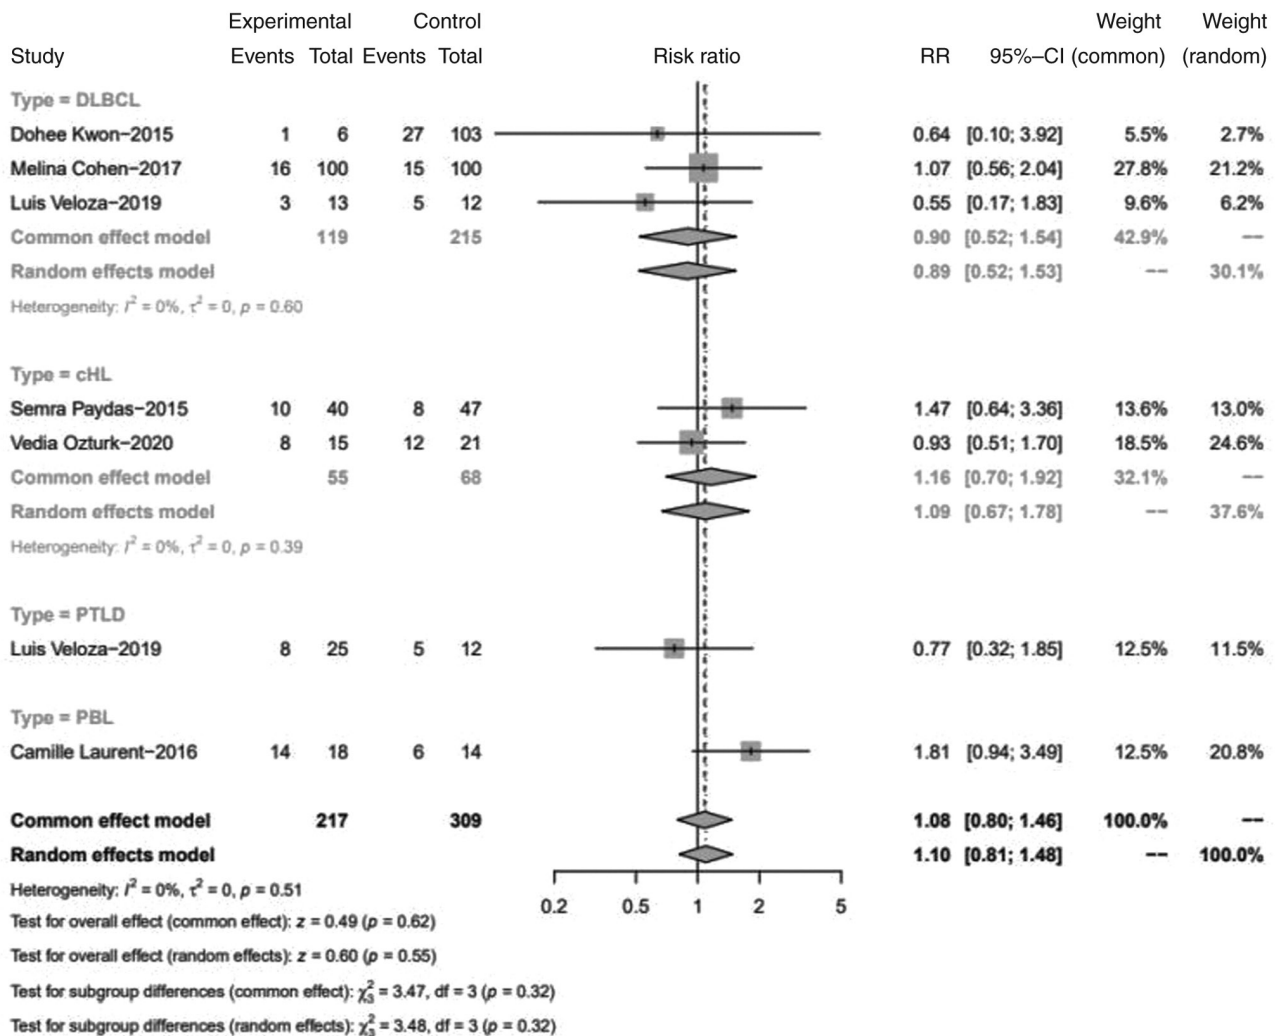 Experimental Control Weight Weight
Study Events Total Events Total Risk ratio RR 95%−CI (common) (random)
Type = DLBCL
Dohee Kwon−2015 1 6 27 103 0.64 [0.10; 3.92] 5.5% 2.7%
Melina Cohen−2017 16 100 15 100 1.07 [0.56; 2.04] 27.8% 21.2%
Luis Veloza−2019 3 13 5 12 0.55 [0.17; 1.83] 9.6% 6.2%
Common effect model 119 215 0.90 [0.52; 1.54] 42.9% −−
Random effects model 0.89 [0.52; 1.53] −− 30.1%
Heterogeneity: I² = 0%, τ² = 0, p = 0.60
Type = cHL
Semra Paydas−2015 10 40 8 47 1.47 [0.64; 3.36] 13.6% 13.0%
Vedia Ozturk−2020 8 15 12 21 0.93 [0.51; 1.70] 18.5% 24.6%
Common effect model 55 68 1.16 [0.70; 1.92] 32.1% −−
Random effects model 1.09 [0.67; 1.78] −− 37.6%
Heterogeneity: I² = 0%, τ² = 0, p = 0.39
Type = PTLD
Luis Veloza−2019 8 25 5 12 0.77 [0.32; 1.85] 12.5% 11.5%
Type = PBL
Camille Laurent−2016 14 18 6 14 1.81 [0.94; 3.49] 12.5% 20.8%
Common effect model 217 309 1.08 [0.80; 1.46] 100.0% −−
Random effects model 1.10 [0.81; 1.48] −− 100.0%
Heterogeneity: I² = 0%, τ² = 0, p = 0.51
0.2 0.5 1 2 5
Test for overall effect (common effect): z = 0.49 (p = 0.62)
Test for overall effect (random effects): z = 0.60 (p = 0.55)
Test for subgroup differences (common effect): χ²₃ = 3.47, df = 3 (p = 0.32)
Test for subgroup differences (random effects): χ²₃ = 3.48, df = 3 (p = 0.32)